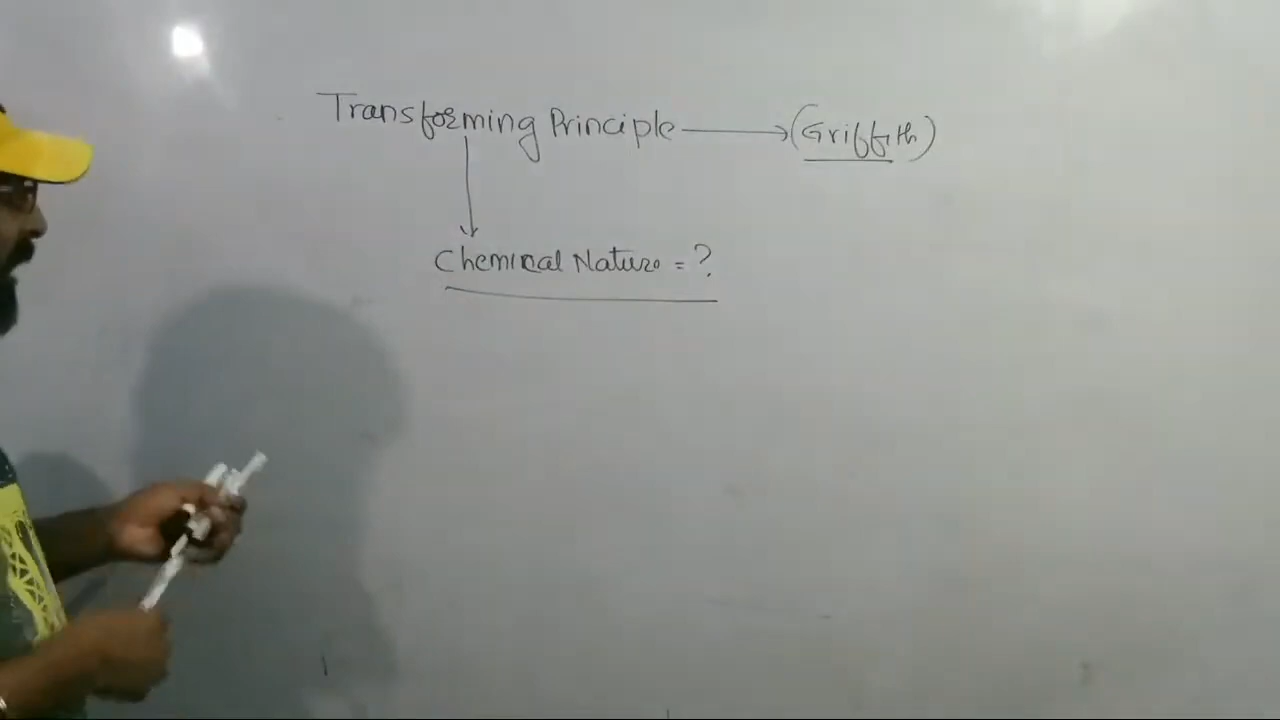 Transforming Principle → (Griffith)
Chemical Nature = ?